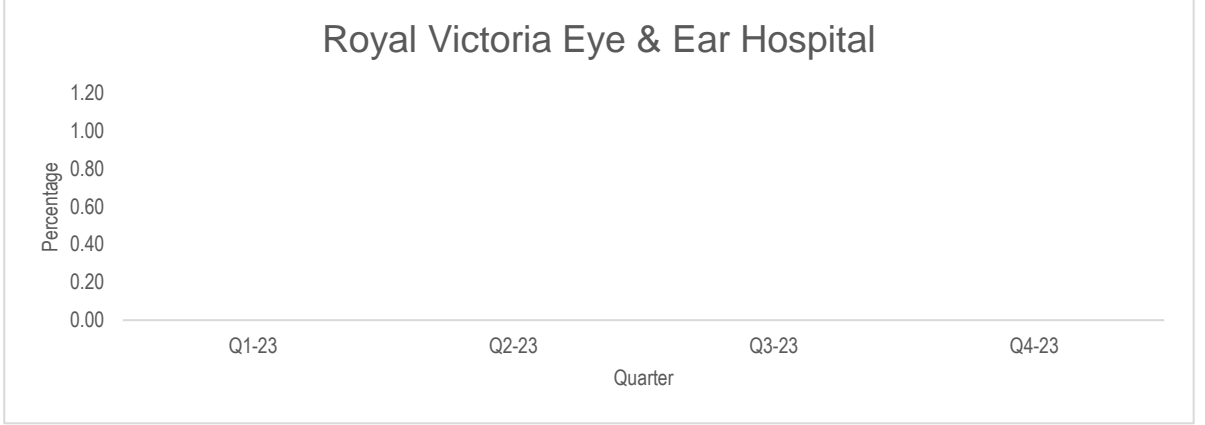 Royal Victoria Eye & Ear Hospital
1.20
1.00
0.80
0.60
0.40
0.20
0.00
Percentage
Q1-23 Q2-23 Q3-23 Q4-23
Quarter